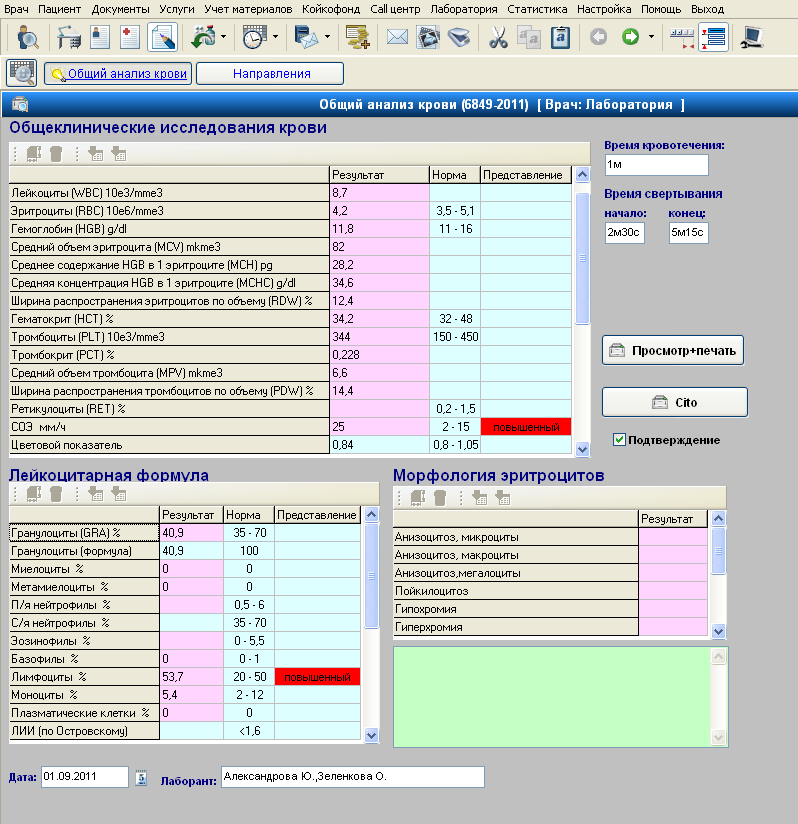 Врач Пациент Документы Услуги Учет материалов Койкофонд Call центр Лаборатория Статистика Настройка Помощь Выход
Общий анализ крови Направления
Общий анализ крови (6849-2011) [ Врач: Лаборатория ]
Общеклинические исследования крови
Результат Норма Представление
Лейкоциты (WBC) 10e3/mme3 8,7
Эритроциты (RBC) 10e6/mme3 4,2 3,5 - 5,1
Гемоглобин (HGB) g/dl 11,8 11 - 16
Средний объем эритроцита (MCV) mkme3 82
Среднее содержание HGB в 1 эритроците (MCH) pg 28,2
Средняя концентрация HGB в 1 эритроците (MCHC) g/dl 34,6
Ширина распространения эритроцитов по объему (RDW) % 12,4
Гематокрит (HCT) % 34,2 32 - 48
Тромбоциты (PLT) 10e3/mme3 344 150 - 450
Тромбокрит (PCT) % 0,228
Средний объем тромбоцита (MPV) mkme3 6,6
Ширина распространения тромбоцитов по объему (PDW) % 14,4
Ретикулоциты (RET) % 0,2 - 1,5
СОЭ мм/ч 25 2 - 15 повышенный
Цветовой показатель 0,84 0,8 - 1,05
Время кровотечения:
1м
Время свертывания
начало: конец:
2м30с 5м15с
Просмотр+печать
Cito
Подтверждение
Лейкоцитарная формула
Результат Норма Представление
Гранулоциты (GRA) % 40,9 35 - 70
Гранулоциты (формула) 40,9 100
Миелоциты % 0 0
Метамиелоциты % 0 0
П/я нейтрофилы % 0,5 - 6
С/я нейтрофилы % 35 - 70
Эозинофилы % 0 - 5,5
Базофилы % 0 0 - 1
Лимфоциты % 53,7 20 - 50 повышенный
Моноциты % 5,4 2 - 12
Плазматические клетки % 0 0
ЛИИ (по Островскому) <1,6
Морфология эритроцитов
Результат
Анизоцитоз, микроциты
Анизоцитоз, макроциты
Анизоцитоз,мегалоциты
Пойкилоцитоз
Гипохромия
Гиперхромия
Дата: 01.09.2011 5 Лаборант: Александрова Ю.,Зеленкова О.